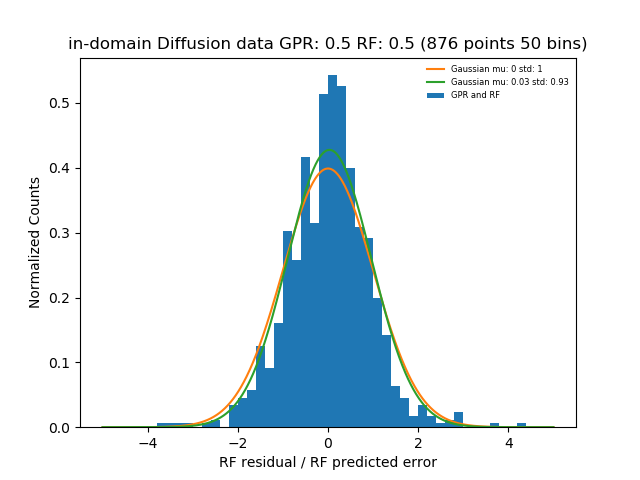 in-domain Diffusion data GPR: 0.5 RF: 0.5 (876 points 50 bins)
Gaussian mu: 0 std: 1
Gaussian mu: 0.03 std: 0.93
GPR and RF
Normalized Counts
0.5
0.4
0.3
0.2
0.1
0.0
−4 −2 0 2 4
RF residual / RF predicted error